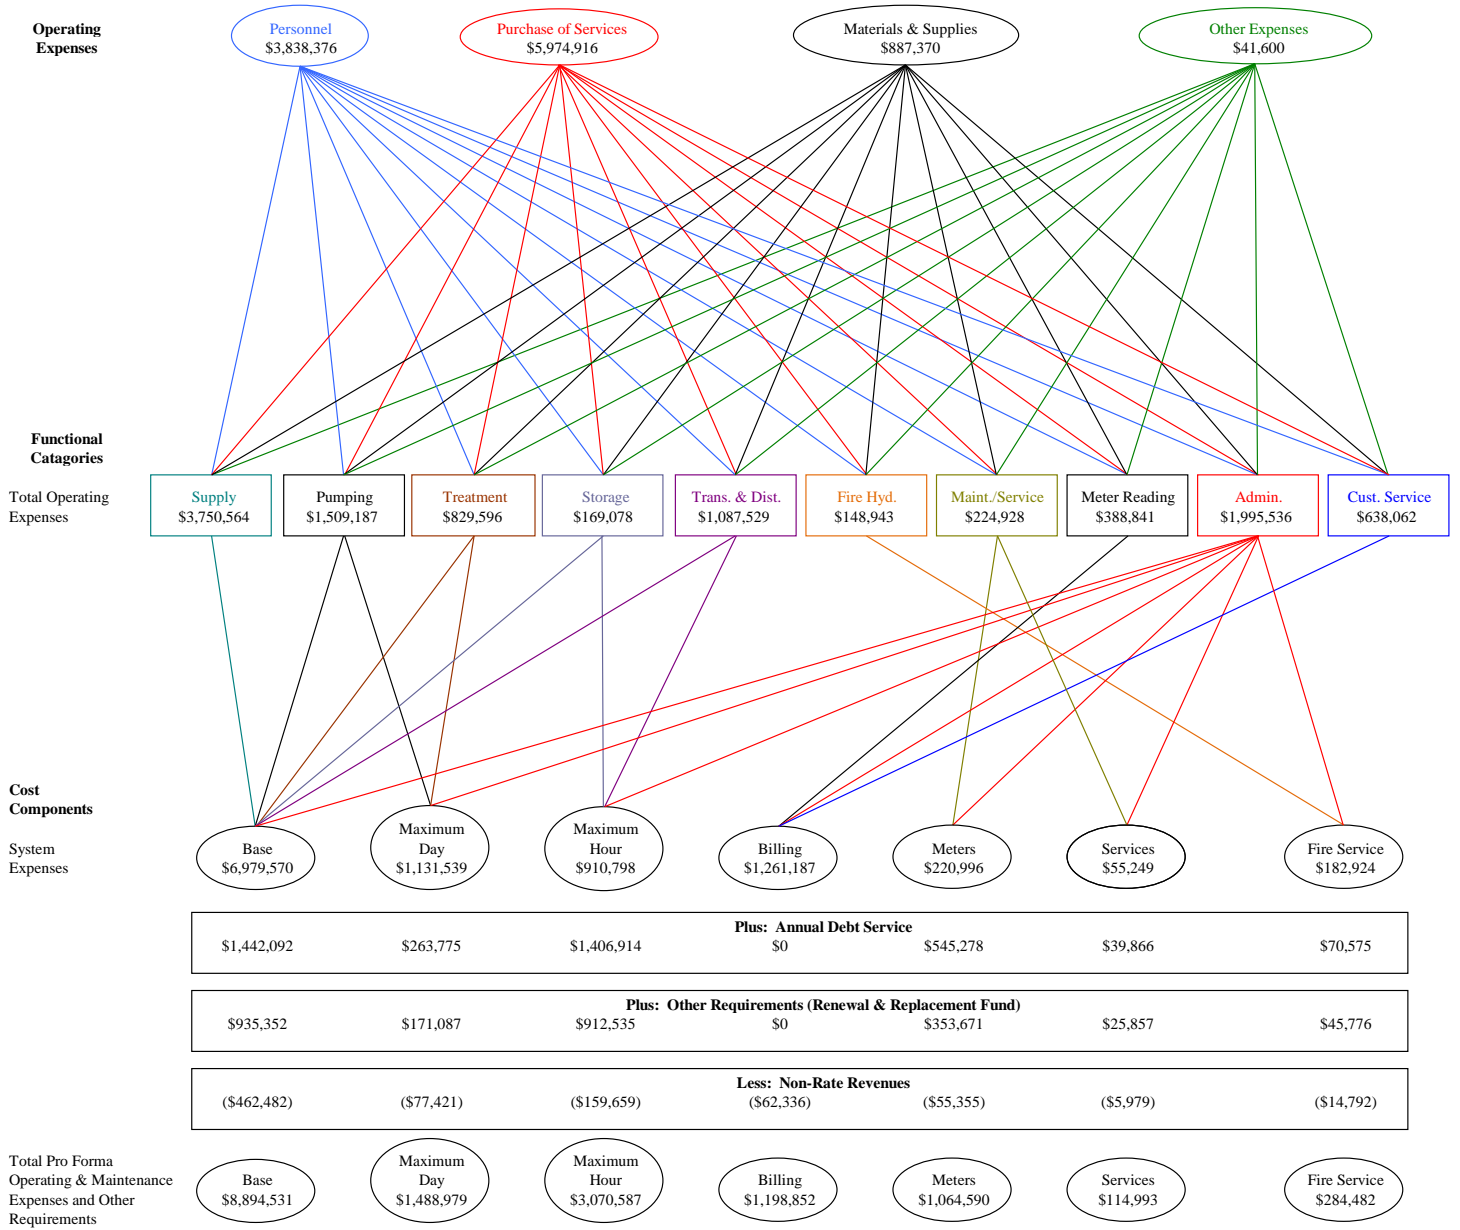 Operating
Expenses
Personnel
$3,838,376
Purchase of Services
$5,974,916
Materials & Supplies
$887,370
Other Expenses
$41,600
Functional
Catagories
Total Operating
Expenses
Supply
$3,750,564
Pumping
$1,509,187
Treatment
$829,596
Storage
$169,078
Trans. & Dist.
$1,087,529
Fire Hyd.
$148,943
Maint./Service
$224,928
Meter Reading
$388,841
Admin.
$1,995,536
Cust. Service
$638,062
Cost
Components
System
Expenses
Base
$6,979,570
Maximum
Day
$1,131,539
Maximum
Hour
$910,798
Billing
$1,261,187
Meters
$220,996
Services
$55,249
Fire Service
$182,924
Plus:  Annual Debt Service
$1,442,092 $263,775 $1,406,914 $0 $545,278 $39,866 $70,575
Plus:  Other Requirements (Renewal & Replacement Fund)
$935,352 $171,087 $912,535 $0 $353,671 $25,857 $45,776
Less:  Non-Rate Revenues
($462,482) ($77,421) ($159,659) ($62,336) ($55,355) ($5,979) ($14,792)
Total Pro Forma
Operating & Maintenance
Expenses and Other
Requirements
Base
$8,894,531
Maximum
Day
$1,488,979
Maximum
Hour
$3,070,587
Billing
$1,198,852
Meters
$1,064,590
Services
$114,993
Fire Service
$284,482